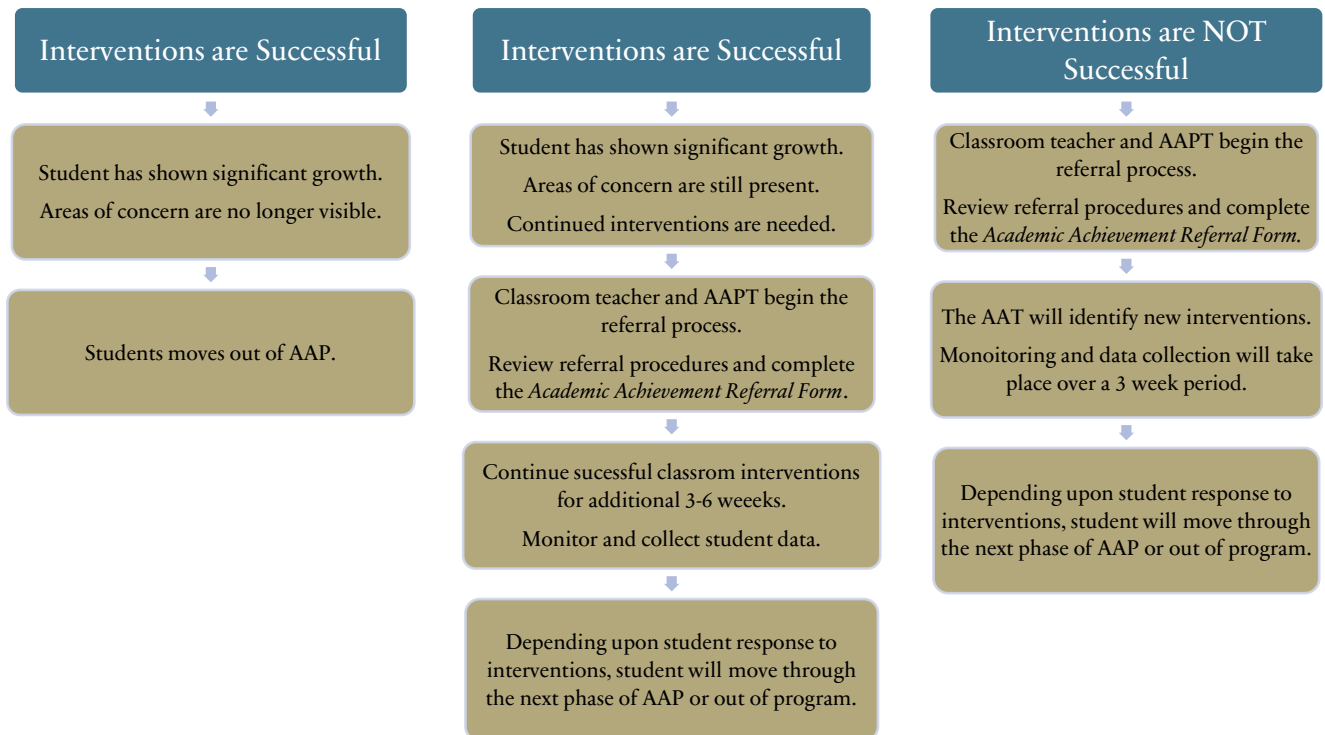 Interventions are Successful
Student has shown significant growth.
Areas of concern are no longer visible.
Students moves out of AAP.
Interventions are Successful
Student has shown significant growth.
Areas of concern are still present.
Continued interventions are needed.
Classroom teacher and AAPT begin the
referral process.
Review referral procedures and complete
the Academic Achievement Referral Form.
Continue sucessful classrom interventions
for additional 3-6 weeeks.
Monitor and collect student data.
Depending upon student response to
interventions, student will move through
the next phase of AAP or out of program.
Interventions are NOT
Successful
Classroom teacher and AAPT begin the
referral process.
Review referral procedures and complete
the Academic Achievement Referral Form.
The AAT will identify new interventions.
Monoitoring and data collection will take
place over a 3 week period.
Depending upon student response to
interventions, student will move through
the next phase of AAP or out of program.